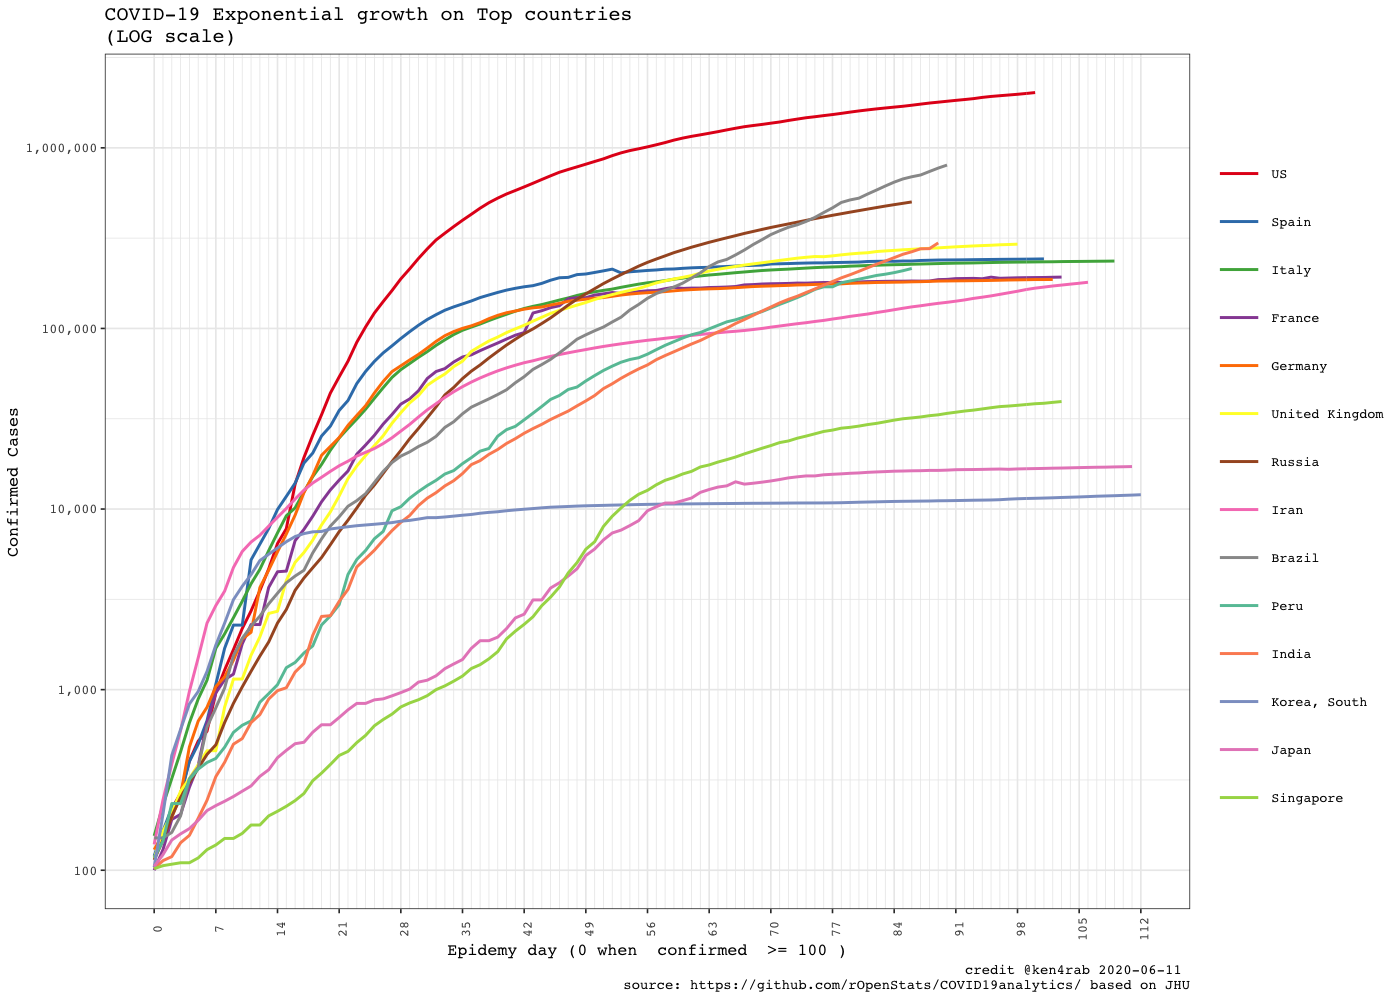 COVID-19 Exponential growth on Top countries
(LOG scale)
1,000,000
100,000
10,000
1,000
100
Confirmed Cases
0 7 14 21 28 35 42 49 56 63 70 77 84 91 98 105 112
Epidemy day (0 when  confirmed  >= 100 )
US
Spain
Italy
France
Germany
United Kingdom
Russia
Iran
Brazil
Peru
India
Korea, South
Japan
Singapore
credit @ken4rab 2020-06-11
source: https://github.com/rOpenStats/COVID19analytics/ based on JHU